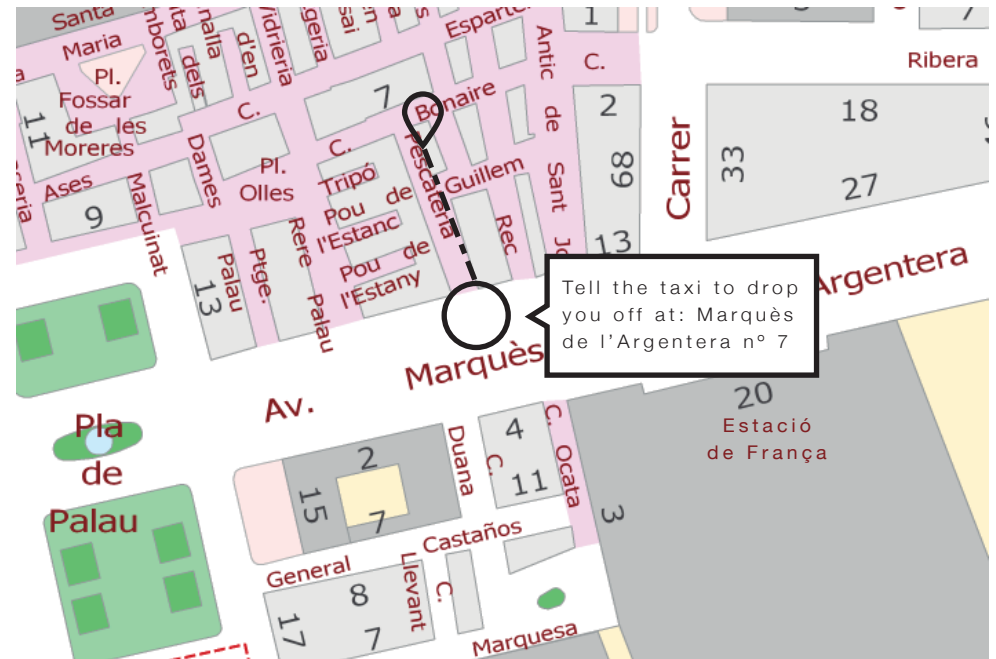 Santa
Maria
Pl.
Fossar
de les
Moreres
11
dels
d'en
Vidrieria
Esparter
Antic
de
Sant
1
C.
Ribera
7
2
89
13
18
33
27
Carrer
C.
7
Bonaire
Pescateria
Guillem
Rec
C.
Tripó
Pou de
l'Estanc
Pou de
l'Estany
Dames
Pl.
Olles
Ases
9
Malcuinat
13
Palau
Ptge.
Rere
Palau
Tell the taxi to drop
you off at: Marquès
de l'Argentera nº 7
Av.
Marquès
Argentera
20
Estació
de França
Pla
de
Palau
2
15
7
Duana
4
C.
11
C.
Ocata
3
General
Castaños
8
17
7
Llevant
C.
Marquesa